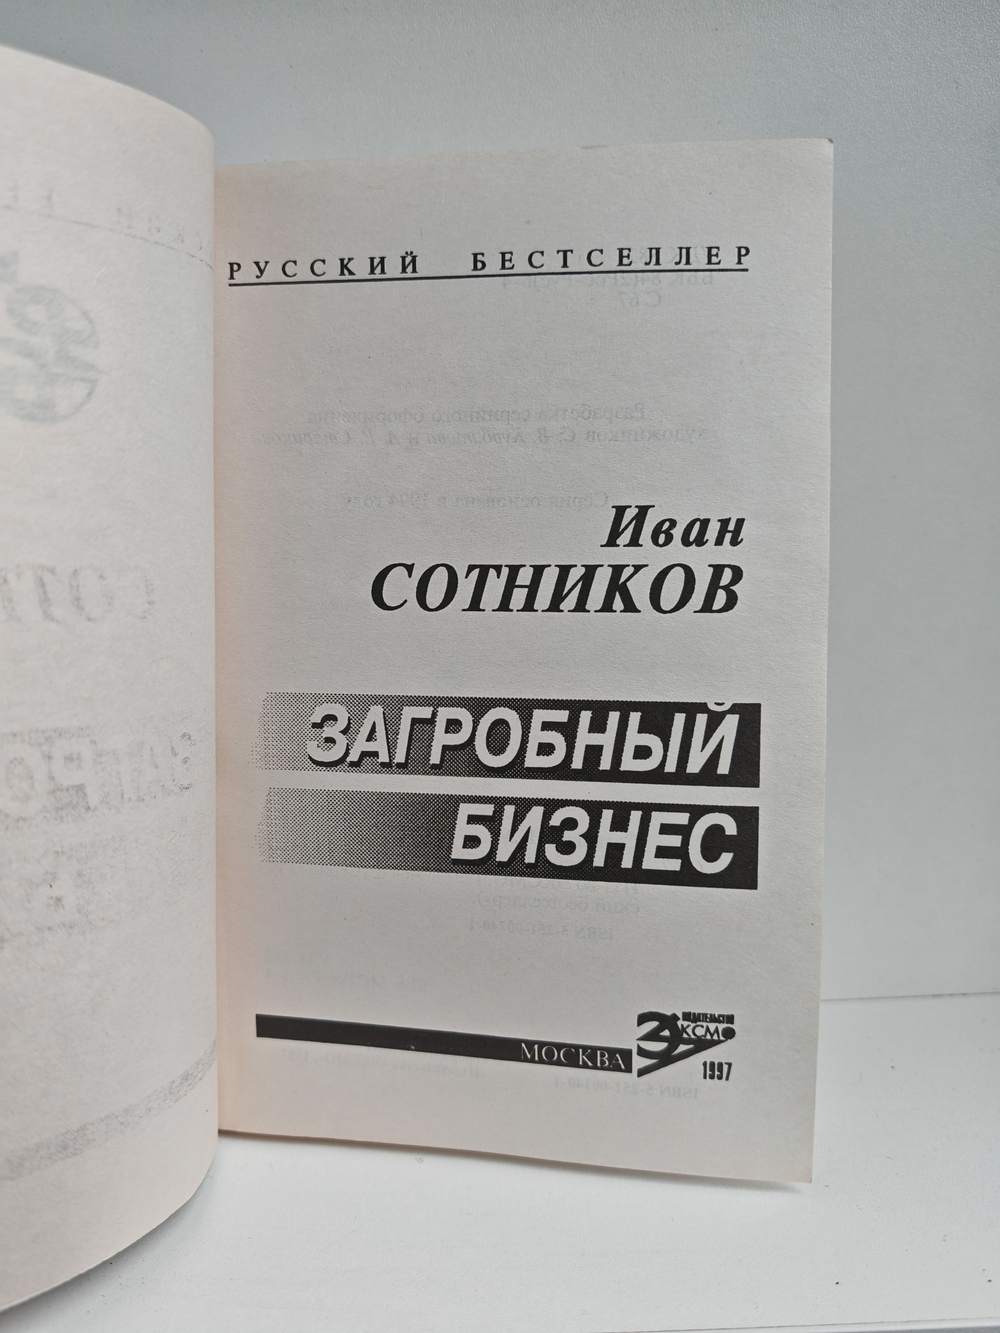 РУССКИЙ БЕСТСЕЛЛЕР
Иван
СОТНИКОВ
ЗАГРОБНЫЙ
БИЗНЕС
МОСКВА
ИЗДАТЕЛЬСТВО
ЭКСМО
1997